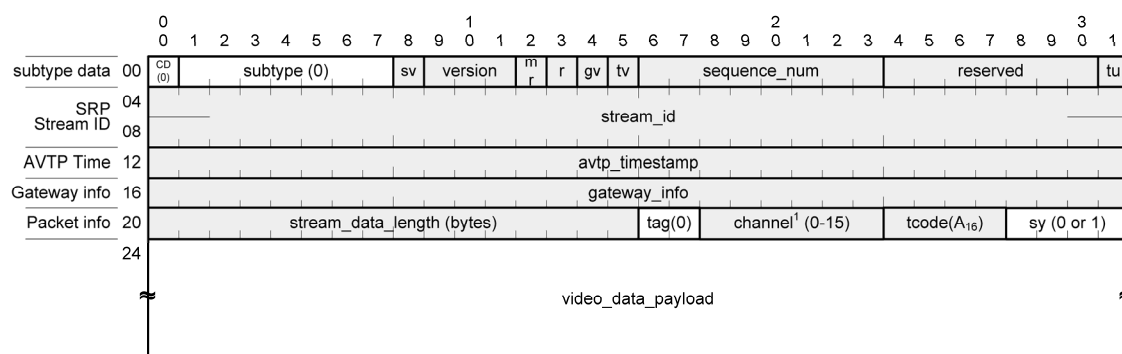 0 1 2 3
0 1 2 3 4 5 6 7 8 9 0 1 2 3 4 5 6 7 8 9 0 1 2 3 4 5 6 7 8 9 0 1
subtype data 00 CD (0) subtype (0) sv version m r r gv tv sequence_num reserved tu
04
SRP Stream ID stream_id
08
AVTP Time 12 avtp_timestamp
Gateway info 16 gateway_info
Packet info 20 stream_data_length (bytes) tag(0) channel¹ (0-15) tcode(A₁₆) sy (0 or 1)
24
video_data_payload